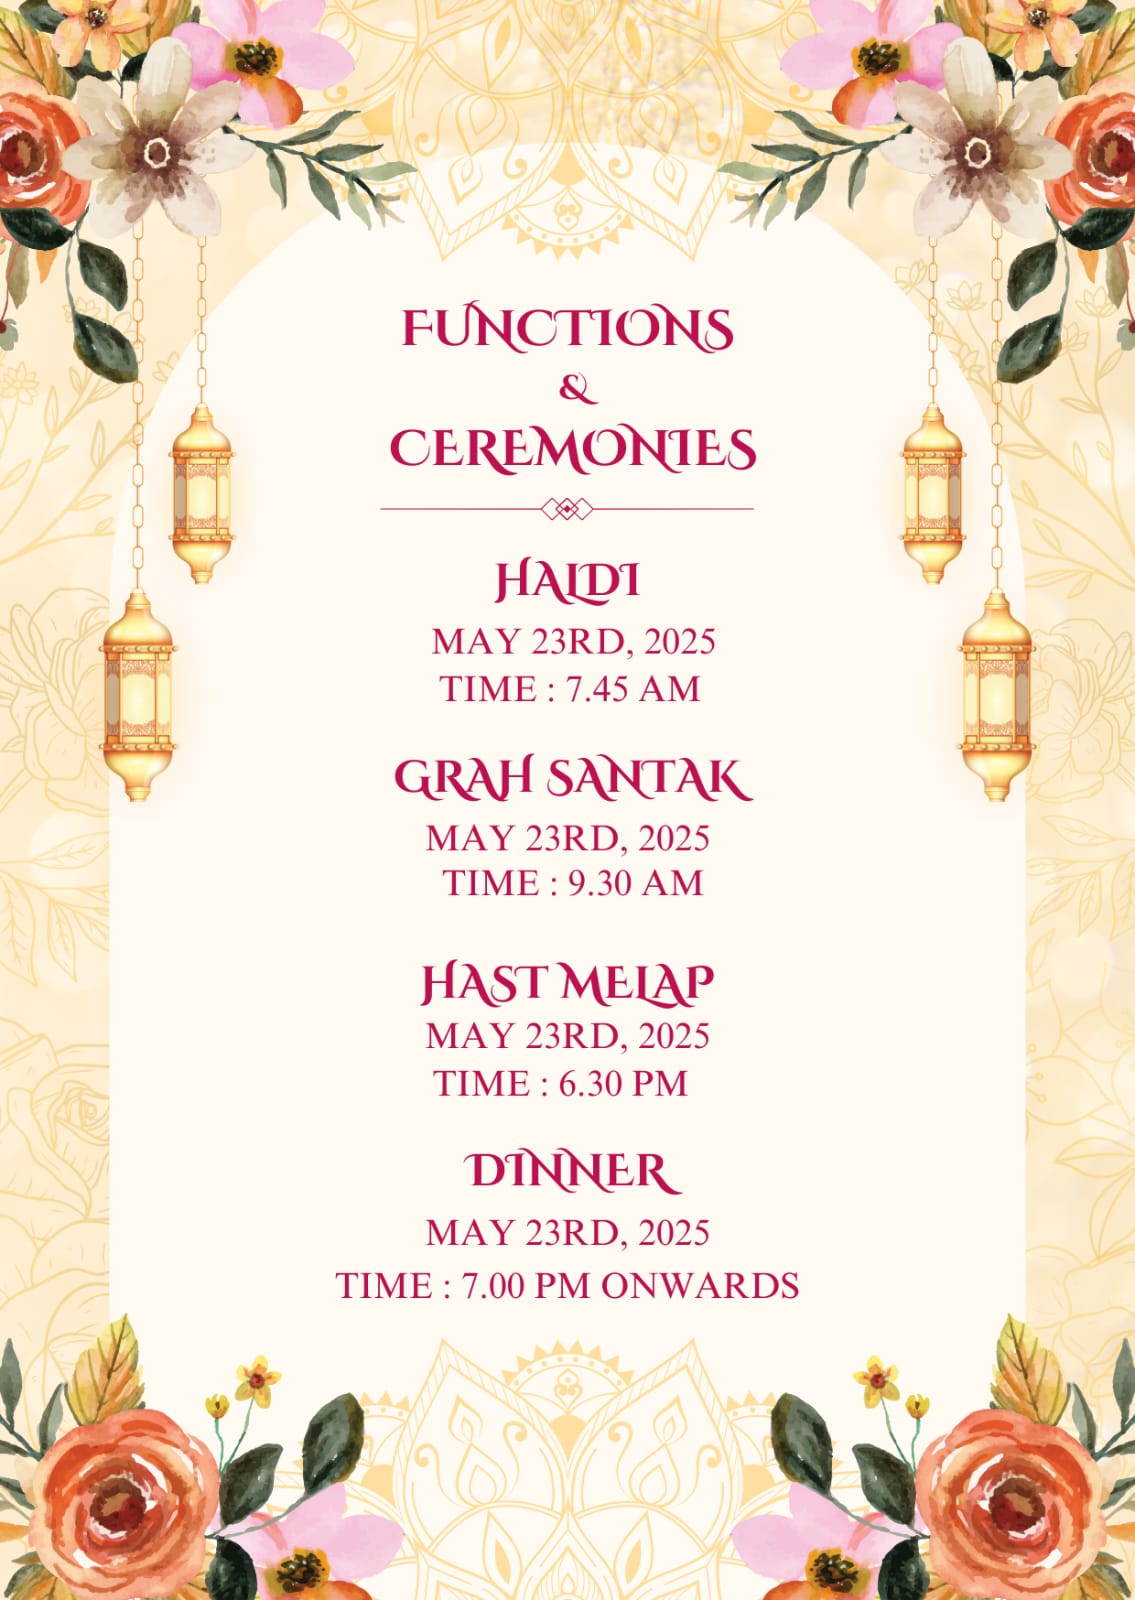 FUNCTIONS
&
CEREMONIES
HALDI
MAY 23RD, 2025
TIME : 7.45 AM
GRAH SANTAK
MAY 23RD, 2025
TIME : 9.30 AM
HAST MELAP
MAY 23RD, 2025
TIME : 6.30 PM
DINNER
MAY 23RD, 2025
TIME : 7.00 PM ONWARDS